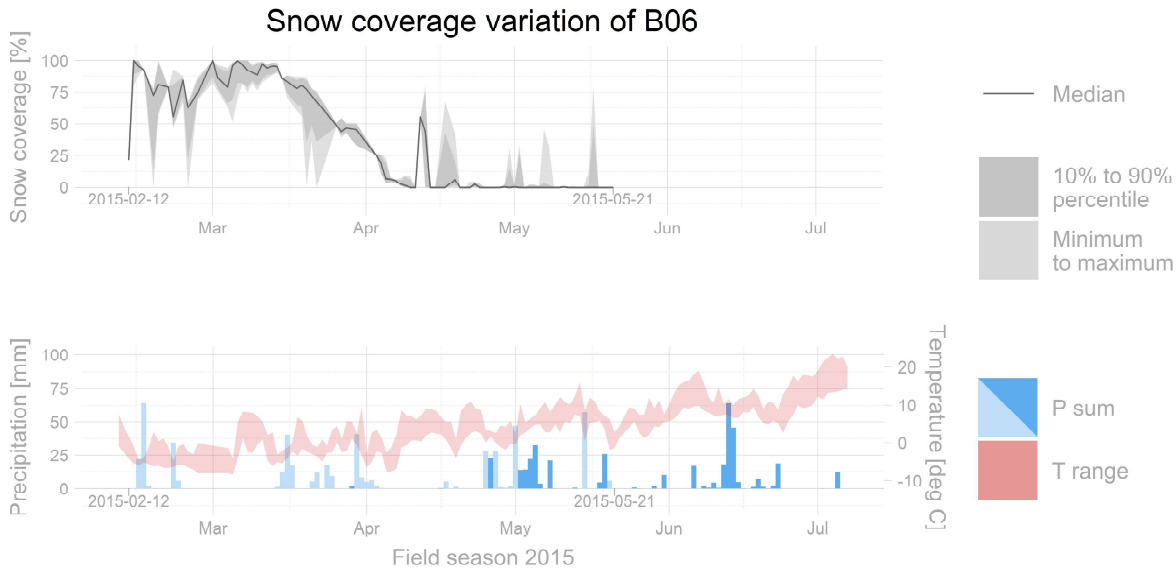 Snow coverage variation of B06
Snow coverage [%]
100
75
50
25
0
2015-02-12
2015-05-21
Mar
Apr
May
Jun
Jul
Median
10% to 90%
percentile
Minimum
to maximum
Precipitation [mm]
100
75
50
25
0
Temperature [deg C]
20
10
0
-10
2015-02-12
2015-05-21
Mar
Apr
May
Jun
Jul
Field season 2015
P sum
T range